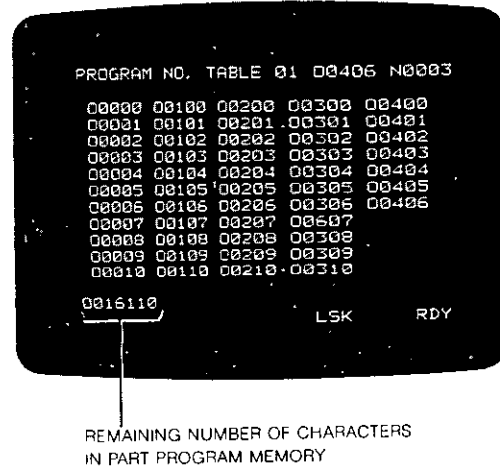 PROGRAM NO. TABLE 01 O0406 N0003
O0000 O0100 O0200 O0300 O0400
O0001 O0101 O0201 O0301 O0401
O0002 O0102 O0202 O0302 O0402
O0003 O0103 O0203 O0303 O0403
O0004 O0104 O0204 O0304 O0404
O0005 O0105 O0205 O0305 O0405
O0006 O0106 O0206 O0306 O0406
O0007 O0107 O0207 O0607
O0008 O0108 O0208 O0308
O0009 O0109 O0209 O0309
O0010 O0110 O0210 O0310
0016110
LSK RDY
REMAINING NUMBER OF CHARACTERS
IN PART PROGRAM MEMORY